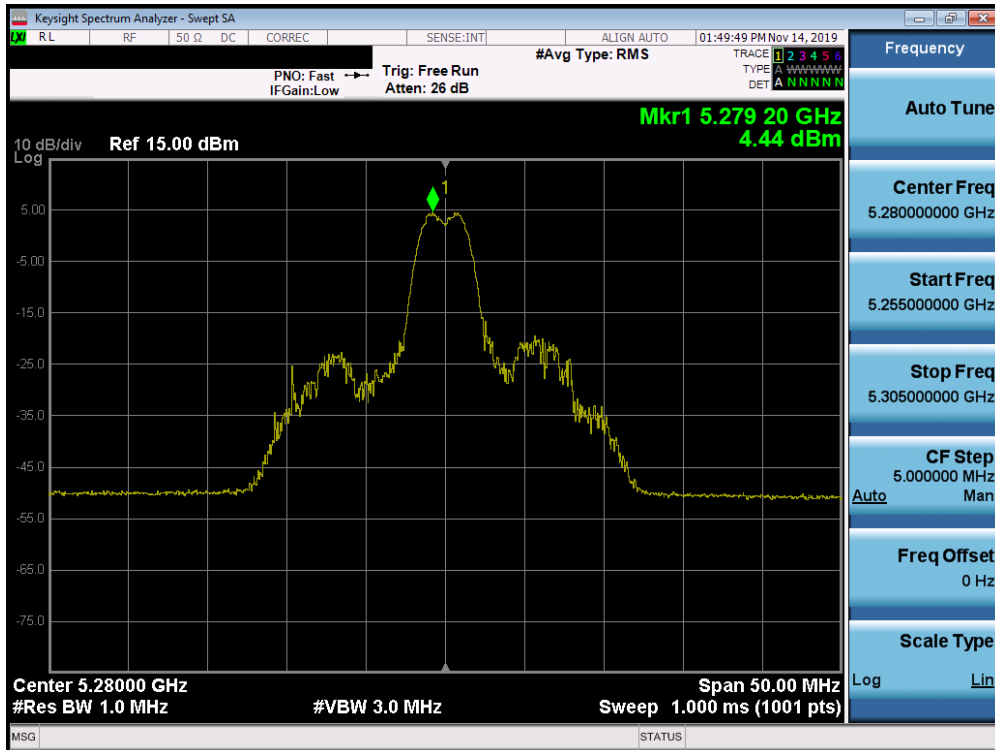 Keysight Spectrum Analyzer - Swept SA
LXI RL RF 50 Ω DC CORREC SENSE:INT ALIGN AUTO 01:49:49 PM Nov 14, 2019
#Avg Type: RMS
TRACE 1 2 3 4 5 6
TYPE A WWWWW
DET A N N N N N
PNO: Fast
IFGain:Low
Trig: Free Run
Atten: 26 dB
Mkr1 5.279 20 GHz
4.44 dBm
10 dB/div Ref 15.00 dBm
Log
1
5.00
-5.00
-15.0
-25.0
-35.0
-45.0
-55.0
-65.0
-75.0
Center 5.28000 GHz
Span 50.00 MHz
#Res BW 1.0 MHz
#VBW 3.0 MHz
Sweep 1.000 ms (1001 pts)
MSG
STATUS
Frequency
Auto Tune
Center Freq
5.280000000 GHz
Start Freq
5.255000000 GHz
Stop Freq
5.305000000 GHz
CF Step
5.000000 MHz
Auto Man
Freq Offset
0 Hz
Scale Type
Log Lin